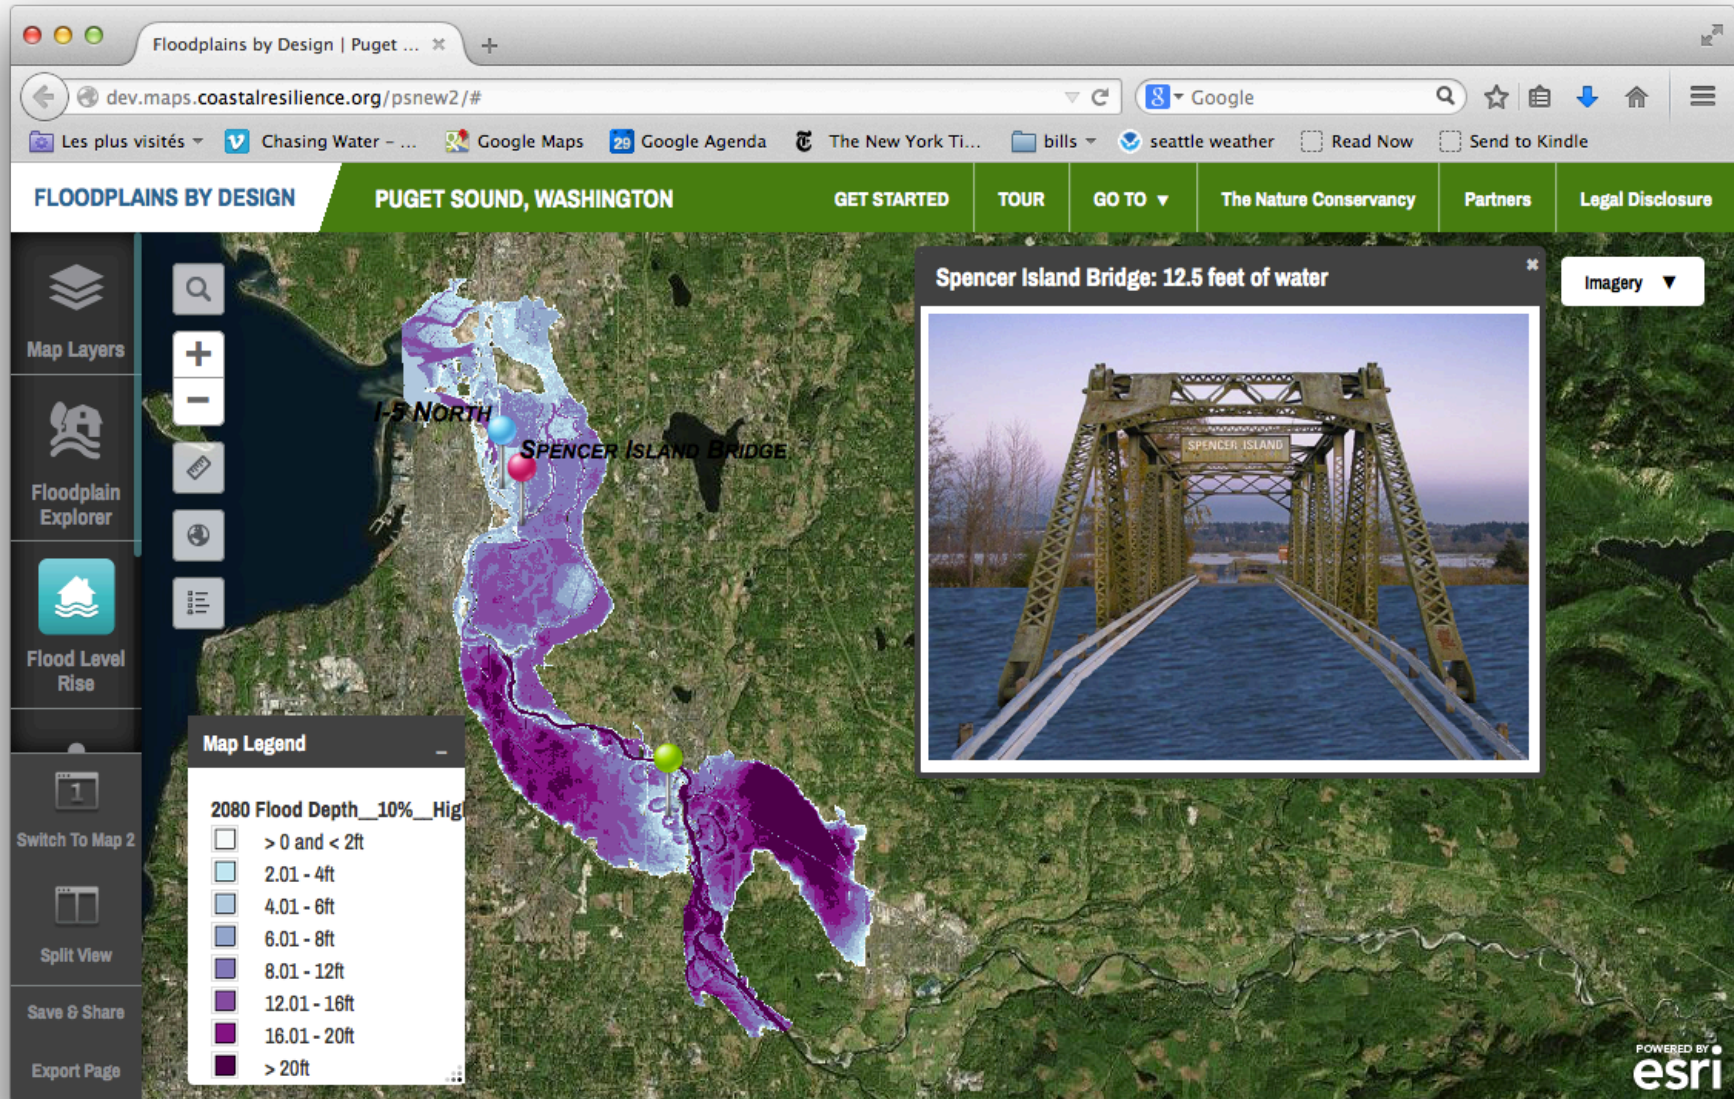 Floodplains by Design | Puget ...
dev.maps.coastalresilience.org/psnew2/#
Google
Les plus visités
Chasing Water – ...
Google Maps
29 Google Agenda
The New York Ti...
bills
seattle weather
Read Now
Send to Kindle
FLOODPLAINS BY DESIGN
PUGET SOUND, WASHINGTON
GET STARTED
TOUR
GO TO ▼
The Nature Conservancy
Partners
Legal Disclosure
Map Layers
Floodplain
Explorer
Flood Level
Rise
1
Switch To Map 2
Split View
Save & Share
Export Page
I-5 NORTH
SPENCER ISLAND BRIDGE
Spencer Island Bridge: 12.5 feet of water
SPENCER ISLAND
Imagery ▼
Map Legend
2080 Flood Depth__10%__Hig
> 0 and < 2ft
2.01 - 4ft
4.01 - 6ft
6.01 - 8ft
8.01 - 12ft
12.01 - 16ft
16.01 - 20ft
> 20ft
POWERED BY
esri